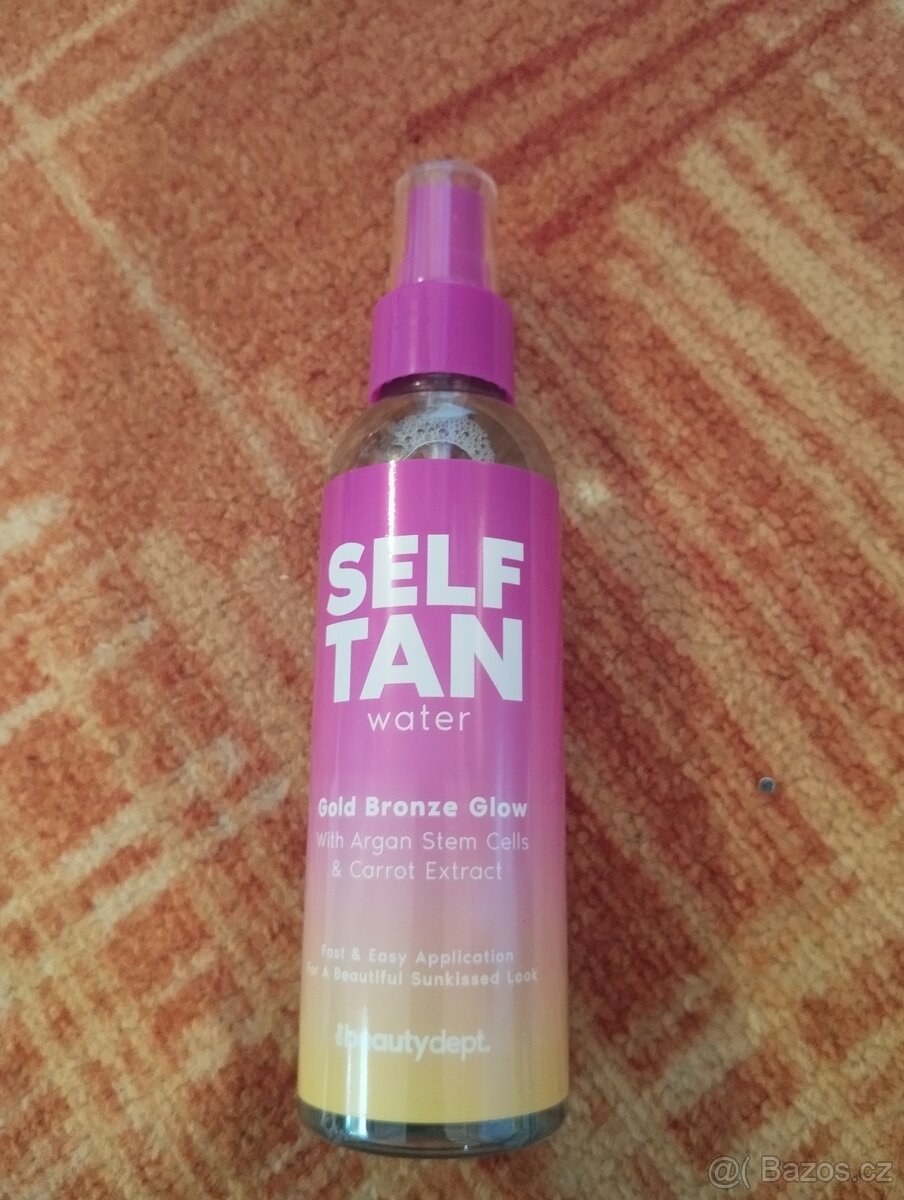 SELF
TAN
water
Gold Bronze Glow
With Argan Stem Cells
& Carrot Extract
Fast & Easy Application
For A Beautiful Sunkissed Look
beautydept.
@( Bazos.cz